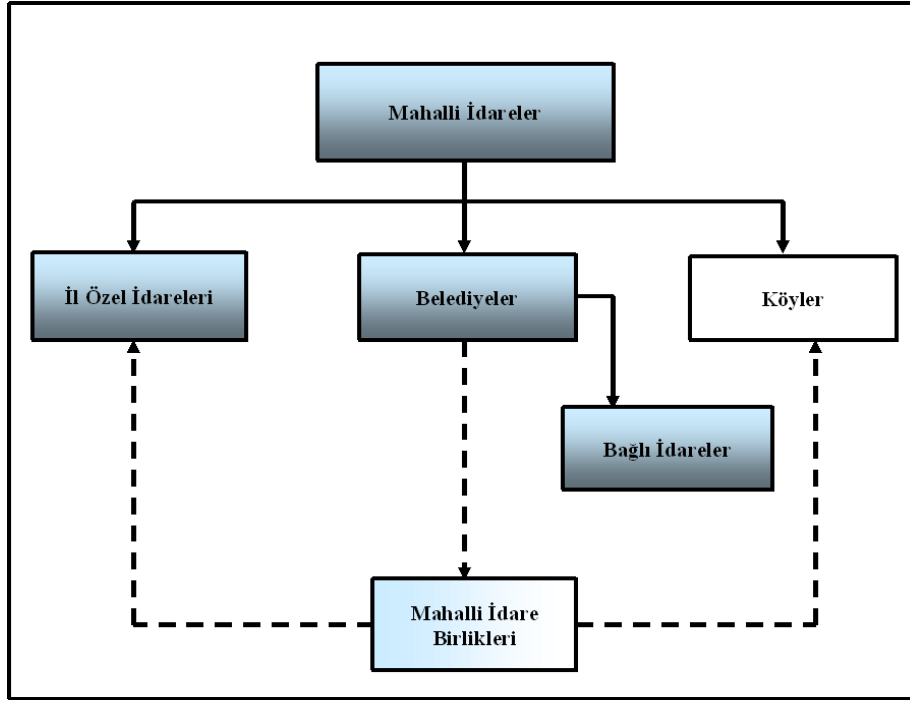 Mahalli İdareler
İl Özel İdareleri
Belediyeler
Köyler
Bağlı İdareler
Mahalli İdare
Birlikleri